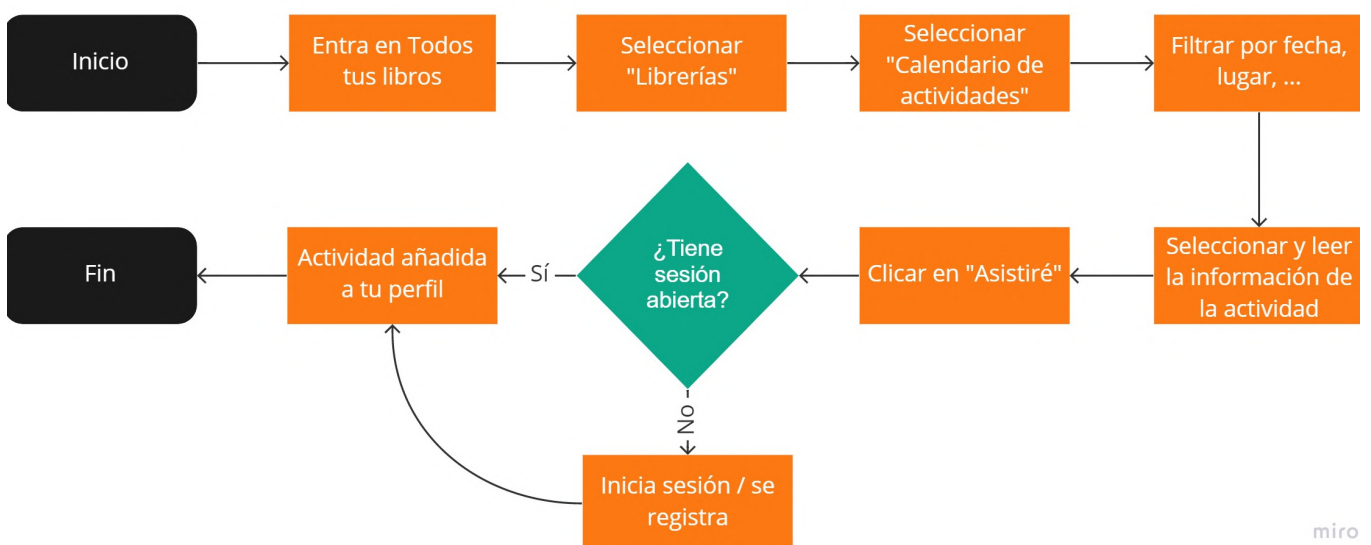 Inicio
Entra en Todos
tus libros
Seleccionar
"Librerías"
Seleccionar
"Calendario de
actividades"
Filtrar por fecha,
lugar, ...
Seleccionar y leer
la información de
la actividad
Clicar en "Asistiré"
¿Tiene
sesión
abierta?
Sí
Actividad añadida
a tu perfil
Fin
No
Inicia sesión / se
registra
miro